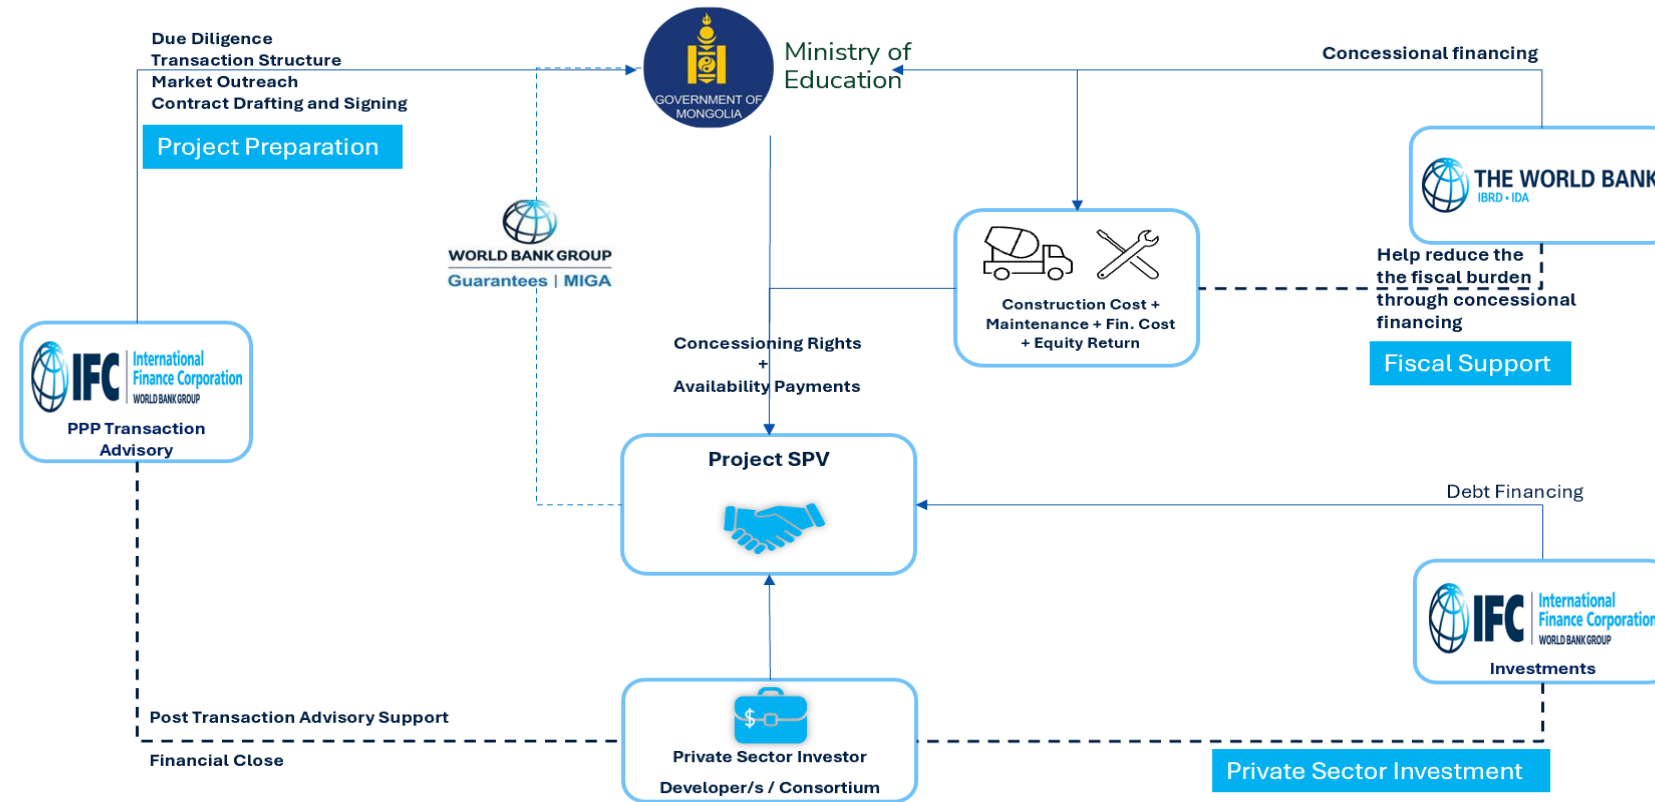 Due Diligence
Transaction Structure
Market Outreach
Contract Drafting and Signing
Project Preparation
GOVERNMENT OF
MONGOLIA
Ministry of
Education
Concessional financing
THE WORLD BANK
IBRD • IDA
WORLD BANK GROUP
Guarantees | MIGA
Construction Cost +
Maintenance + Fin. Cost
+ Equity Return
Help reduce the
the fiscal burden
through concessional
financing
Fiscal Support
Concessioning Rights
+
Availability Payments
IFC
International
Finance Corporation
WORLD BANK GROUP
PPP Transaction
Advisory
Project SPV
Debt Financing
IFC
International
Finance Corporation
WORLD BANK GROUP
Investments
Post Transaction Advisory Support
Financial Close
$
Private Sector Investor
Developer/s / Consortium
Private Sector Investment